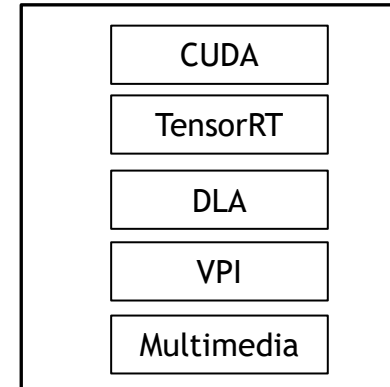 CUDA
TensorRT
DLA
VPI
Multimedia